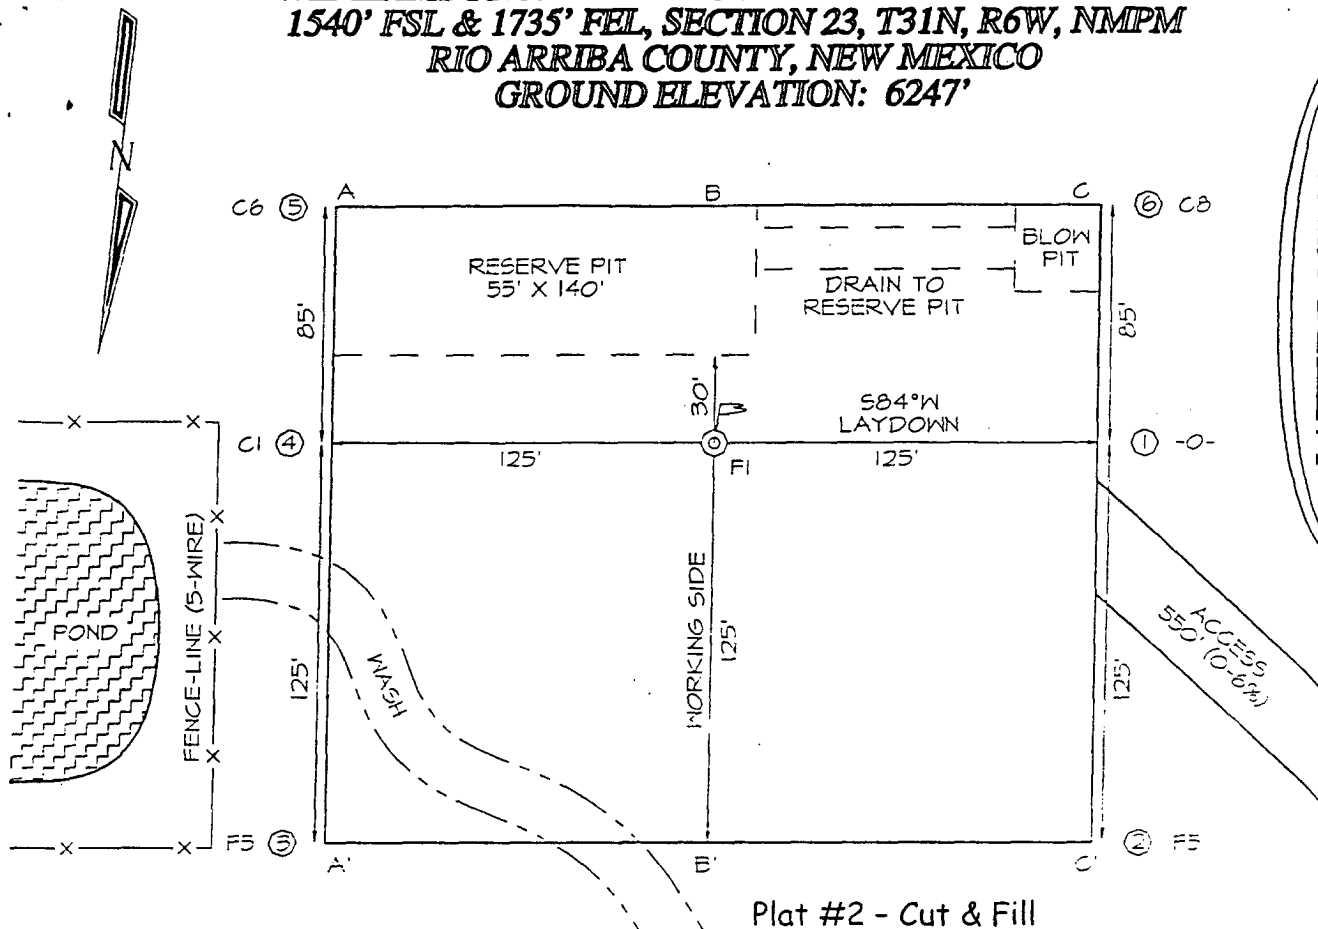 1540' FSL & 1735' FEL, SECTION 23, T31N, R6W, NMPM
RIO ARRIBA COUNTY, NEW MEXICO
GROUND ELEVATION: 6247'
N
C6 5 A B C 6 C8
RESERVE PIT
55' X 140'
BLOW
PIT
DRAIN TO
RESERVE PIT
85'
85'
30'
S84°W
LAYDOWN
C1 4
125'
F1
125'
1 -0-
FENCE-LINE (5-WIRE)
POND
WASH
125'
WORKING SIDE
125'
125'
ACCESS
550' (0-6%)
F5 3 A' B' C' 2 F5
Plat #2 - Cut & Fill